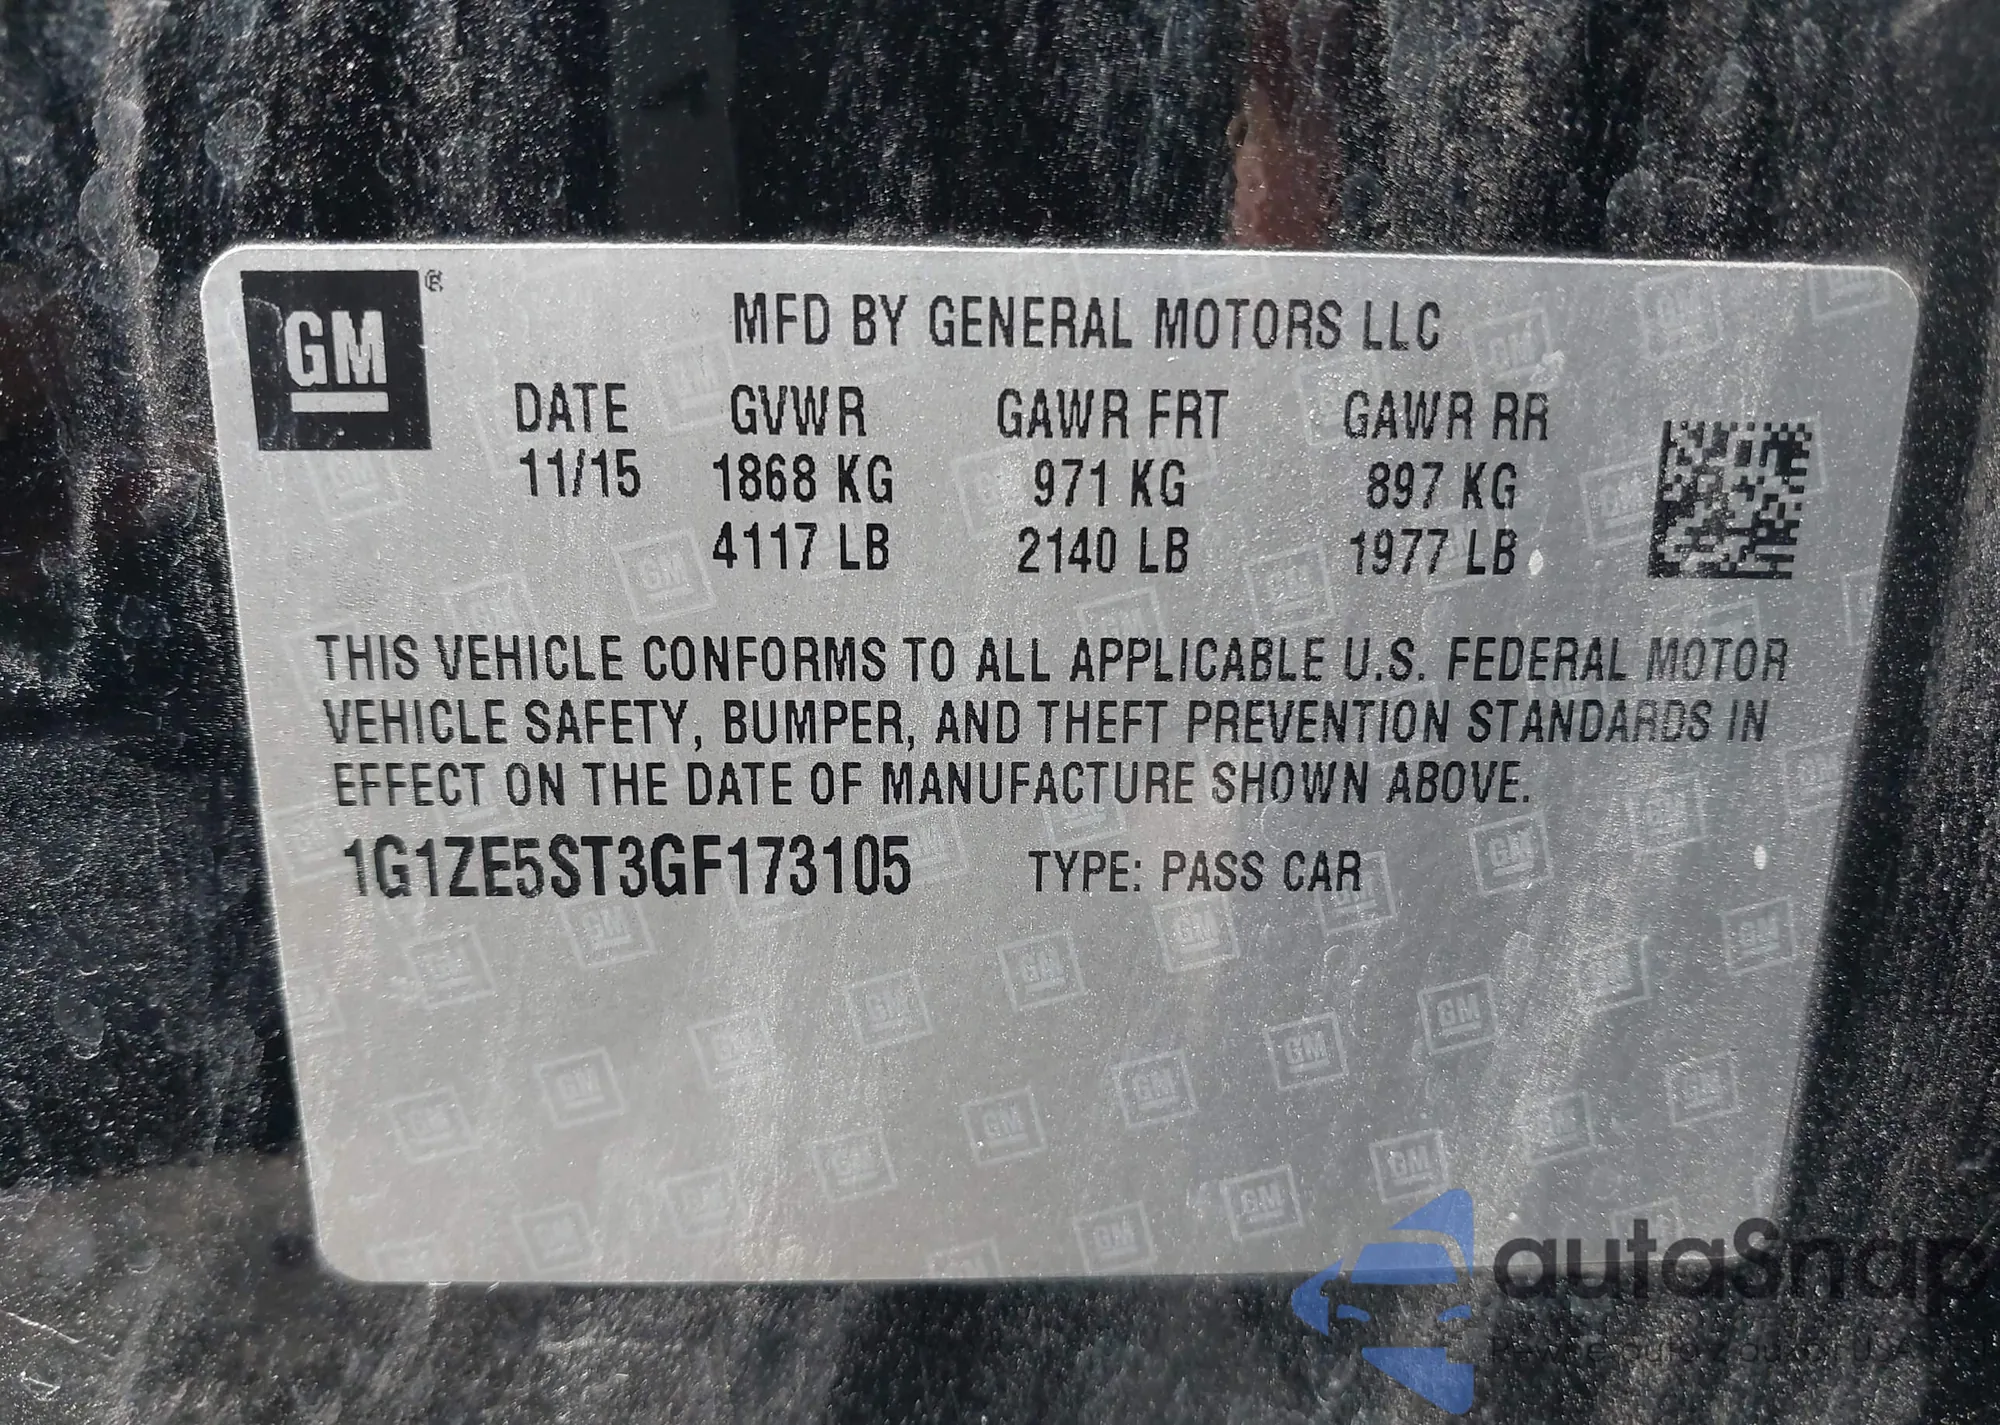 GM ®
MFD BY GENERAL MOTORS LLC
DATE GVWR GAWR FRT GAWR RR
11/15 1868 KG 971 KG 897 KG
4117 LB 2140 LB 1977 LB
THIS VEHICLE CONFORMS TO ALL APPLICABLE U.S. FEDERAL MOTOR
VEHICLE SAFETY, BUMPER, AND THEFT PREVENTION STANDARDS IN
EFFECT ON THE DATE OF MANUFACTURE SHOWN ABOVE.
1G1ZE5ST3GF173105 TYPE: PASS CAR
autaSnap